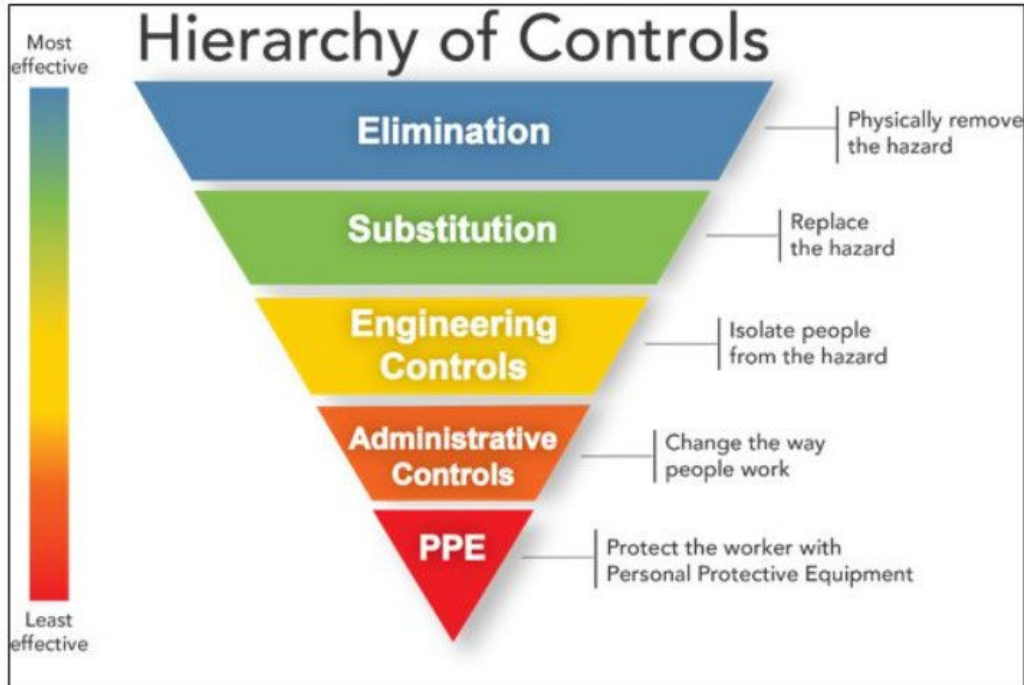 Hierarchy of Controls
Most
effective
Elimination
Physically remove
the hazard
Substitution
Replace
the hazard
Engineering
Controls
Isolate people
from the hazard
Administrative
Controls
Change the way
people work
PPE
Protect the worker with
Personal Protective Equipment
Least
effective